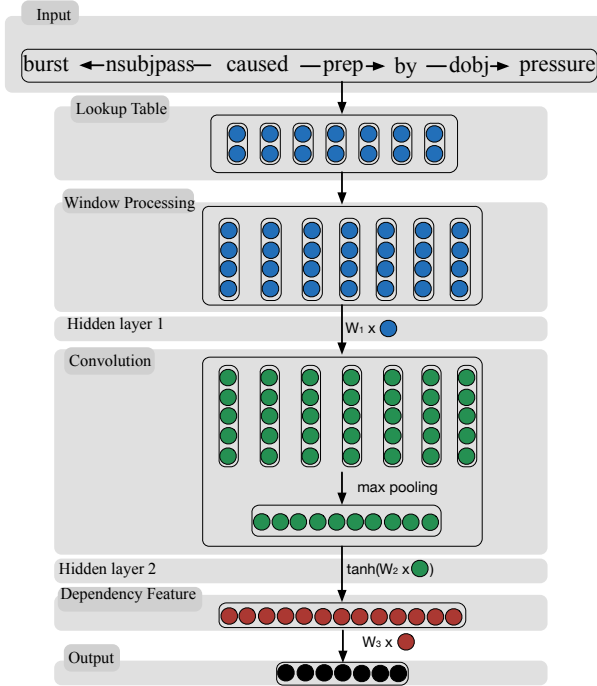 Input
burst nsubjpass caused prep by dobj pressure
Lookup Table
Window Processing
Hidden layer 1
W₁ x
Convolution
max pooling
Hidden layer 2
tanh(W₂ x )
Dependency Feature
W₃ x
Output